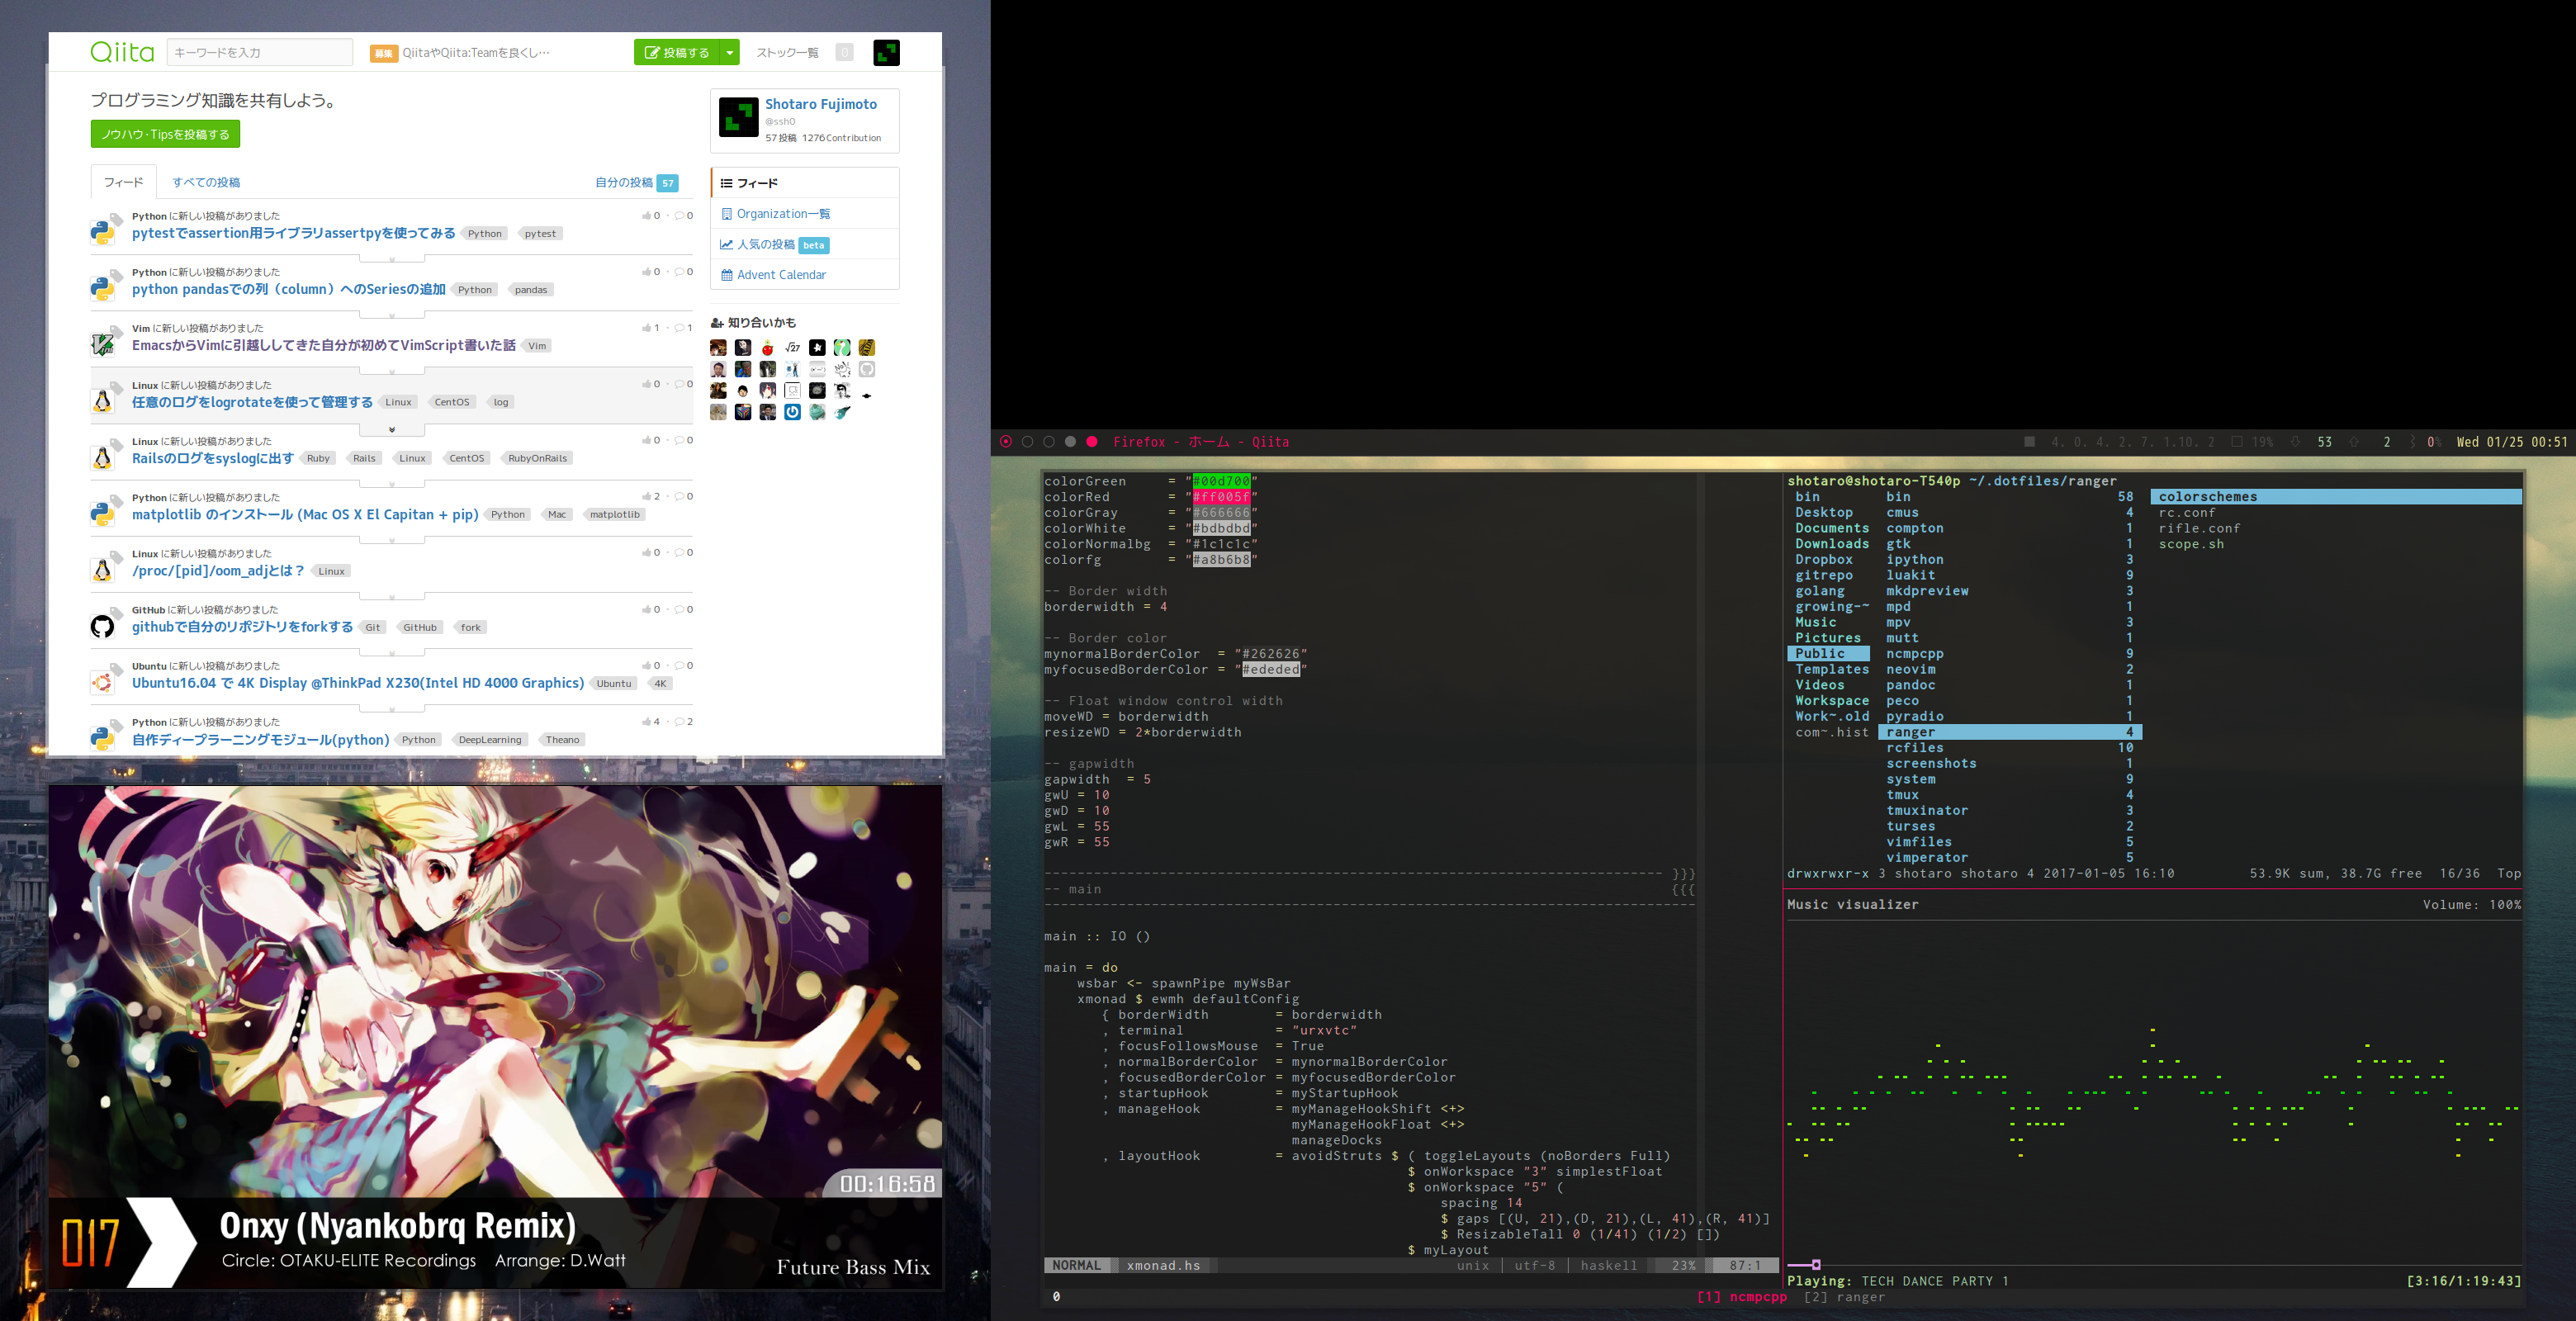 Qiita
キーワードを入力
募集 QiitaやQiita:Teamを良くし…
投稿する
ストック一覧
0
プログラミング知識を共有しよう。
ノウハウ・Tipsを投稿する
フィード
すべての投稿
自分の投稿 57
Python に新しい投稿がありました
0 · 0
pytestでassertion用ライブラリassertpyを使ってみる Python pytest
Python に新しい投稿がありました
0 · 0
python pandasでの列（column）へのSeriesの追加 Python pandas
Vim に新しい投稿がありました
1 · 1
EmacsからVimに引越ししてきた自分が初めてVimScript書いた話 Vim
Linux に新しい投稿がありました
0 · 0
任意のログをlogrotateを使って管理する Linux CentOS log
Linux に新しい投稿がありました
0 · 0
Railsのログをsyslogに出す Ruby Rails Linux CentOS RubyOnRails
Python に新しい投稿がありました
2 · 0
matplotlib のインストール (Mac OS X El Capitan + pip) Python Mac matplotlib
Linux に新しい投稿がありました
0 · 0
/proc/[pid]/oom_adjとは？ Linux
GitHub に新しい投稿がありました
0 · 0
githubで自分のリポジトリをforkする Git GitHub fork
Ubuntu に新しい投稿がありました
0 · 0
Ubuntu16.04 で 4K Display @ThinkPad X230(Intel HD 4000 Graphics) Ubuntu 4K
Python に新しい投稿がありました
4 · 2
自作ディープラーニングモジュール(python) Python DeepLearning Theano
Shotaro Fujimoto
@ssh0
57 投稿 1276 Contribution
フィード
Organization一覧
人気の投稿 beta
Advent Calendar
知り合いかも
√27
00:16:58
017
Onxy (Nyankobrq Remix)
Circle: OTAKU-ELITE Recordings Arrange: D.Watt
Future Bass Mix
Firefox - ホーム - Qiita
4. 0. 4. 2. 7. 1.10. 2
19%
53
2
0%
Wed 01/25 00:51
colorGreen = "#00d700"
colorRed = "#ff005f"
colorGray = "#666666"
colorWhite = "#bdbdbd"
colorNormalbg = "#1c1c1c"
colorfg = "#a8b6b8"
-- Border width
borderwidth = 4
-- Border color
mynormalBorderColor = "#262626"
myfocusedBorderColor = "#ededed"
-- Float window control width
moveWD = borderwidth
resizeWD = 2*borderwidth
-- gapwidth
gapwidth = 5
gwU = 10
gwD = 10
gwL = 55
gwR = 55
--------------------------------------------------------------------------- }}}
-- main {{{
-------------------------------------------------------------------------------
main :: IO ()
main = do
wsbar <- spawnPipe myWsBar
xmonad $ ewmh defaultConfig
{ borderWidth = borderwidth
, terminal = "urxvtc"
, focusFollowsMouse = True
, normalBorderColor = mynormalBorderColor
, focusedBorderColor = myfocusedBorderColor
, startupHook = myStartupHook
, manageHook = myManageHookShift <+>
myManageHookFloat <+>
manageDocks
, layoutHook = avoidStruts $ ( toggleLayouts (noBorders Full)
$ onWorkspace "3" simplestFloat
$ onWorkspace "5" (
spacing 14
$ gaps [(U, 21),(D, 21),(L, 41),(R, 41)]
$ ResizableTall 0 (1/41) (1/2) [])
$ myLayout
NORMAL xmonad.hs unix utf-8 haskell 23% 87:1
shotaro@shotaro-T540p ~/.dotfiles/ranger
bin bin 58 colorschemes
Desktop cmus 4 rc.conf
Documents compton 1 rifle.conf
Downloads gtk 1 scope.sh
Dropbox ipython 3
gitrepo luakit 9
golang mkdpreview 3
growing-~ mpd 1
Music mpv 3
Pictures mutt 1
Public ncmpcpp 9
Templates neovim 2
Videos pandoc 1
Workspace peco 1
Work~.old pyradio 1
com~.hist ranger 4
rcfiles 10
screenshots 1
system 9
tmux 4
tmuxinator 3
turses 2
vimfiles 5
vimperator 5
drwxrwxr-x 3 shotaro shotaro 4 2017-01-05 16:10 53.9K sum, 38.7G free 16/36 Top
Music visualizer Volume: 100%
Playing: TECH DANCE PARTY 1 [3:16/1:19:43]
0 [1] ncmpcpp [2] ranger